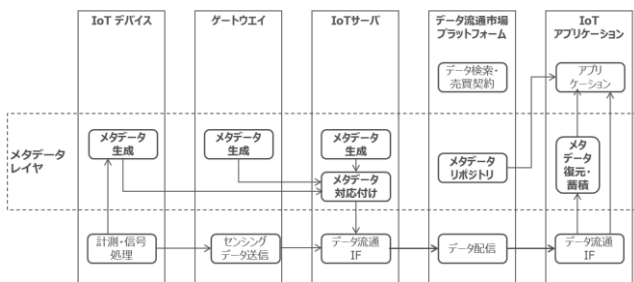 IoT デバイス
ゲートウエイ
IoTサーバ
データ流通市場
プラットフォーム
IoT
アプリケーション
データ検索・
売買契約
アプリ
ケーション
メタデータ
レイヤ
メタデータ
生成
メタデータ
生成
メタデータ
生成
メタデータ
対応付け
メタデータ
リポジトリ
メタ
データ
復元・
蓄積
計測・信号
処理
センシング
データ送信
データ流通
IF
データ配信
データ流通
IF